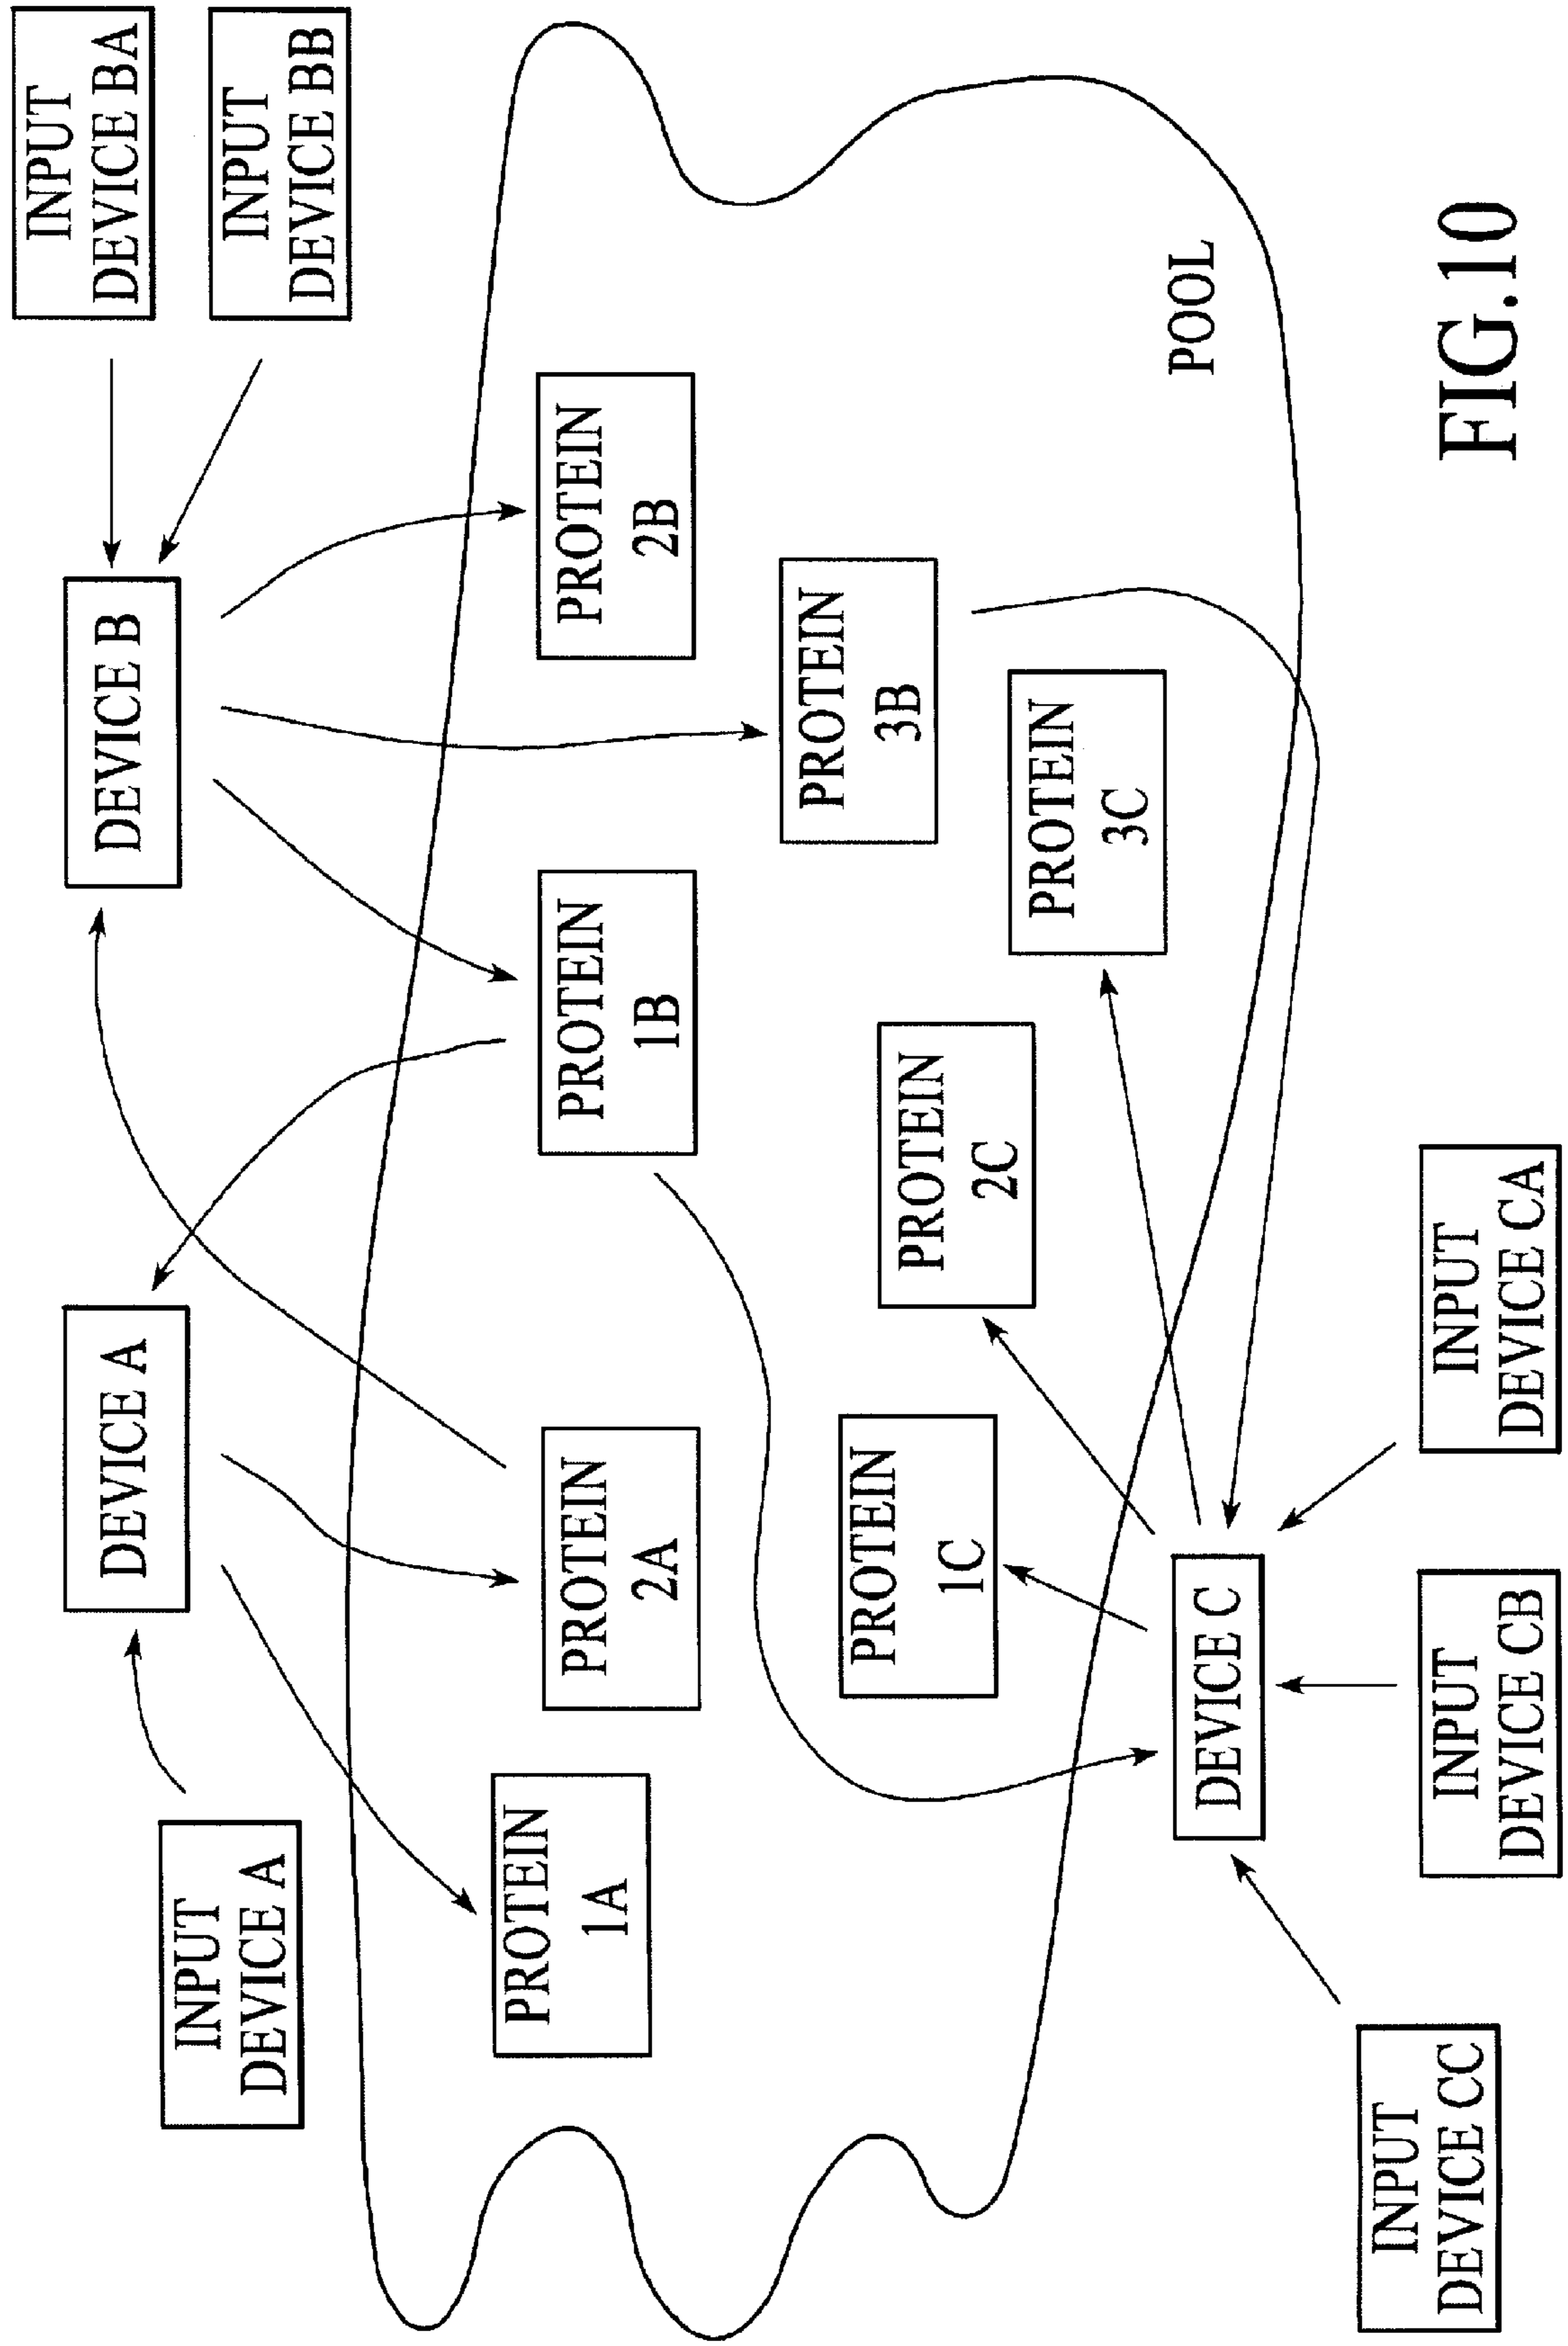 INPUT
DEVICE A
DEVICE A
DEVICE B
INPUT
DEVICE BA
INPUT
DEVICE BB
PROTEIN
1A
PROTEIN
2A
PROTEIN
1B
PROTEIN
2B
PROTEIN
3B
PROTEIN
1C
PROTEIN
2C
PROTEIN
3C
POOL
DEVICE C
INPUT
DEVICE CC
INPUT
DEVICE CB
INPUT
DEVICE CA
FIG.10